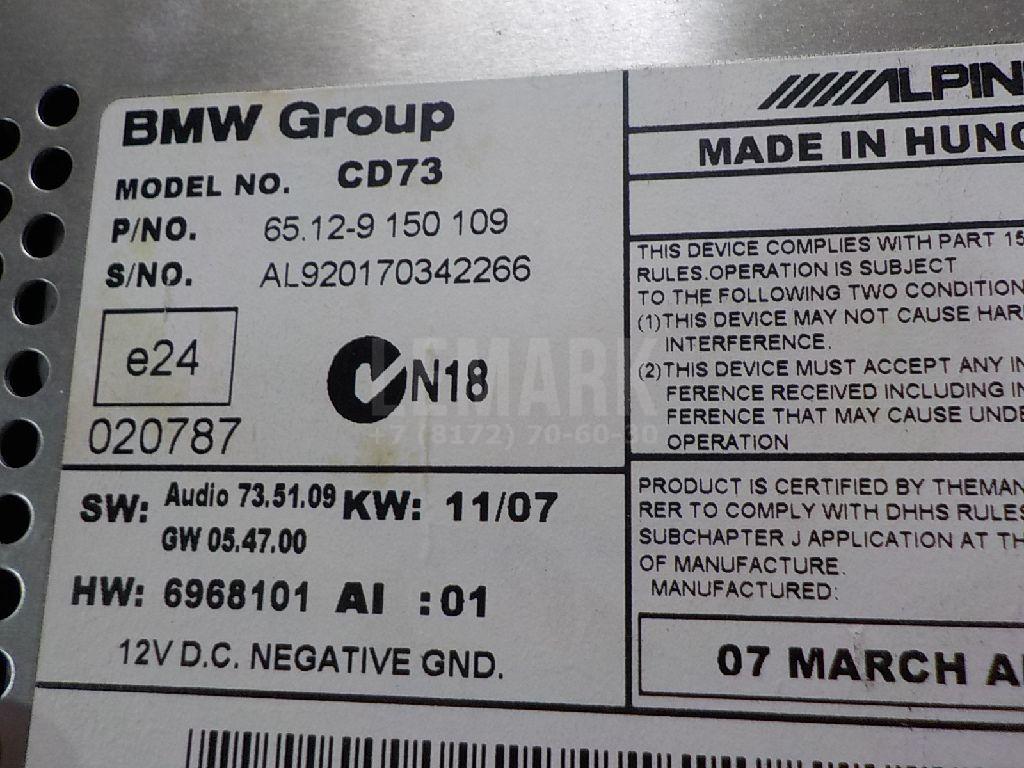 BMW Group
MODEL NO. CD73
P/NO. 65.12-9 150 109
S/NO. AL920170342266
e24
020787
N18
SW: Audio 73.51.09 KW: 11/07
GW 05.47.00
HW: 6968101 AI :01
12V D.C. NEGATIVE GND.
ALPIN
MADE IN HUNG
THIS DEVICE COMPLIES WITH PART 15
RULES.OPERATION IS SUBJECT
TO THE FOLLOWING TWO CONDITION
(1)THIS DEVICE MAY NOT CAUSE HAR
INTERFERENCE.
(2)THIS DEVICE MUST ACCEPT ANY IN
FERENCE RECEIVED INCLUDING IN
FERENCE THAT MAY CAUSE UNDE
OPERATION
PRODUCT IS CERTIFIED BY THEMAN
RER TO COMPLY WITH DHHS RULES
SUBCHAPTER J APPLICATION AT TH
OF MANUFACTURE.
MANUFACTURED:
07 MARCH A
LEMARK
+7 (8172) 70-60-30